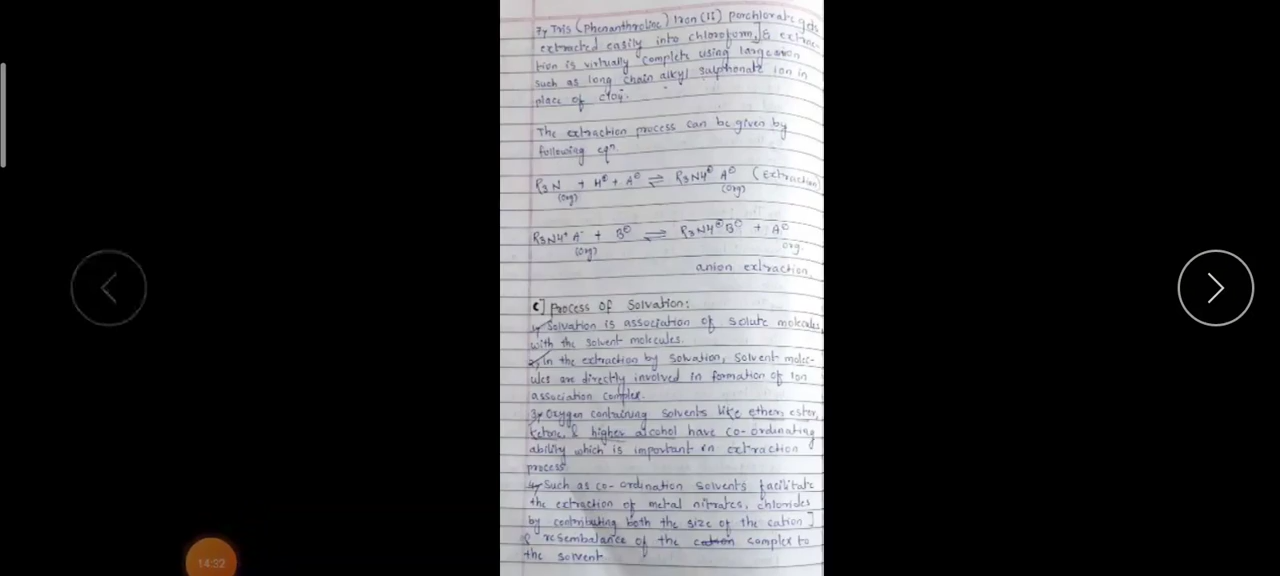 7) Tris (Phenanthroline) Iron (II) perchlorate gets
extracted easily into chloroform, & extrac-
tion is virtually complete using large anion
such as long chain alkyl sulphonate ion in
place of ClO4⁻.
The extraction process can be given by
following eqn.
R3N + H⊕ + A⊖ ⇌ R3NH⊕ A⊖ (Extraction)
(org) (org)
R3NH⁺ A⁻ + B⊖ ⇌ R3NH⊕ B⊖ + A⊖
(org) org.
anion extraction
C] Process of Solvation:
1) Solvation is association of solute molecules
with the solvent molecules.
2) In the extraction by solvation, solvent molec-
ules are directly involved in formation of ion
association complex.
3) Oxygen containing solvents like ether, ester,
ketone, & higher alcohol have co-ordinating
ability which is important in extraction
process
4) Such as co-ordination solvents facilitate
the extraction of metal nitrates, chlorides
by contributing both the size of the cation
& resembalance of the complex to
the solvent
14:32